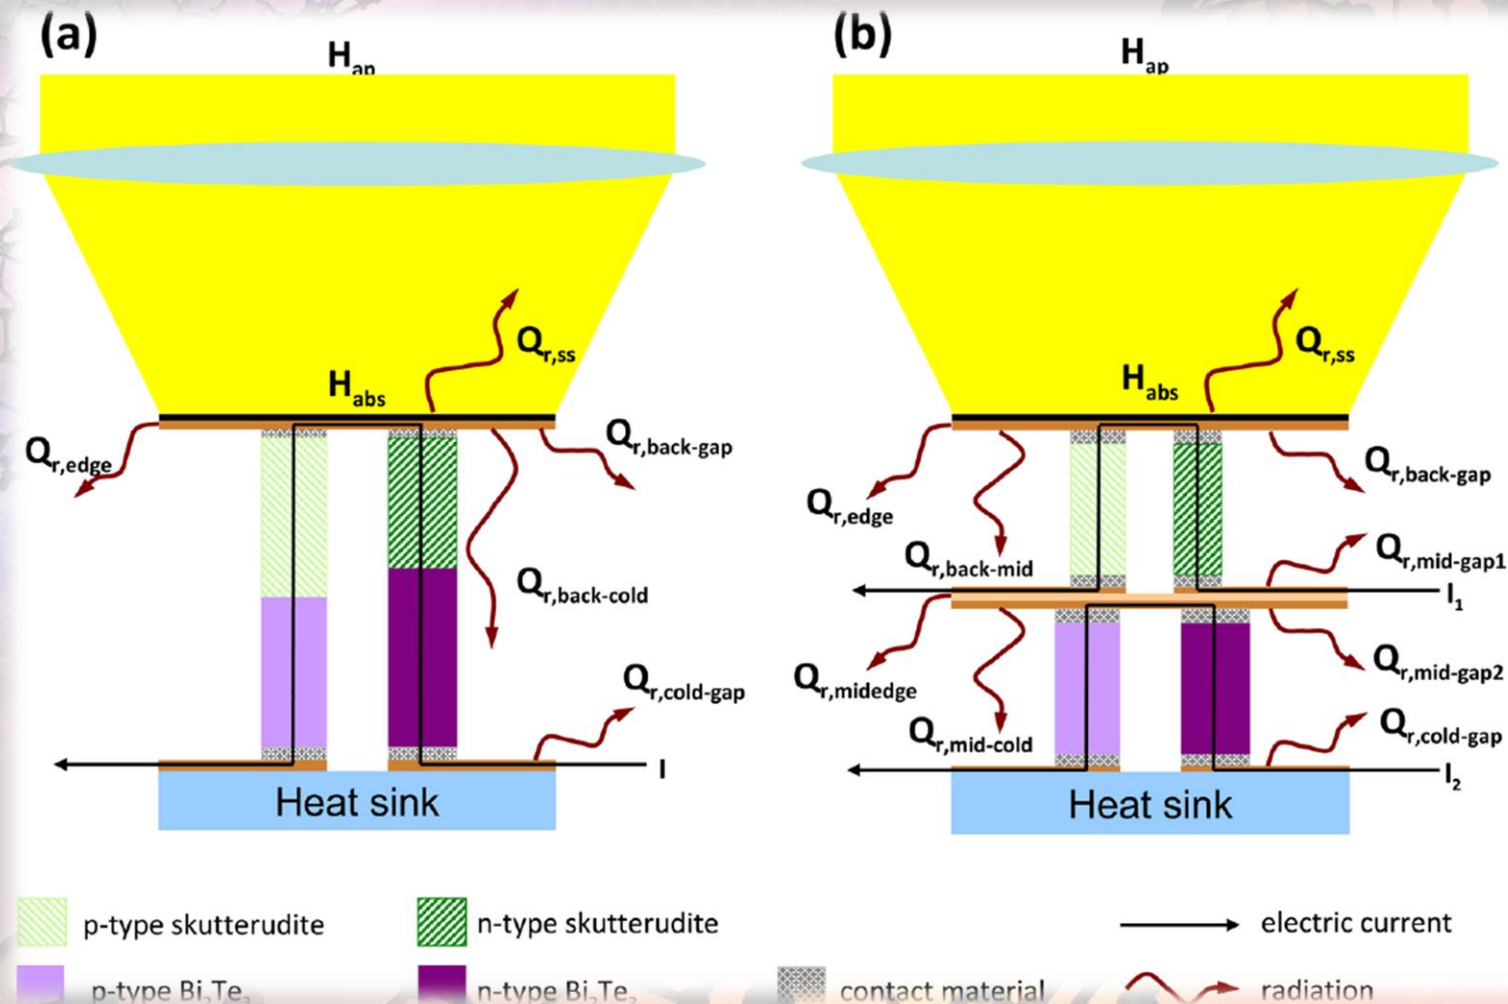 (a)
H_ap
Q_r,ss
H_abs
Q_r,edge
Q_r,back-gap
Q_r,back-cold
Q_r,cold-gap
I
Heat sink
(b)
H_ap
Q_r,ss
H_abs
Q_r,back-gap
Q_r,edge
Q_r,back-mid
Q_r,mid-gap1
I_1
Q_r,midedge
Q_r,mid-gap2
Q_r,mid-cold
Q_r,cold-gap
I_2
Heat sink
p-type skutterudite
n-type skutterudite
electric current
p-type Bi₂Te₃
n-type Bi₂Te₃
contact material
radiation